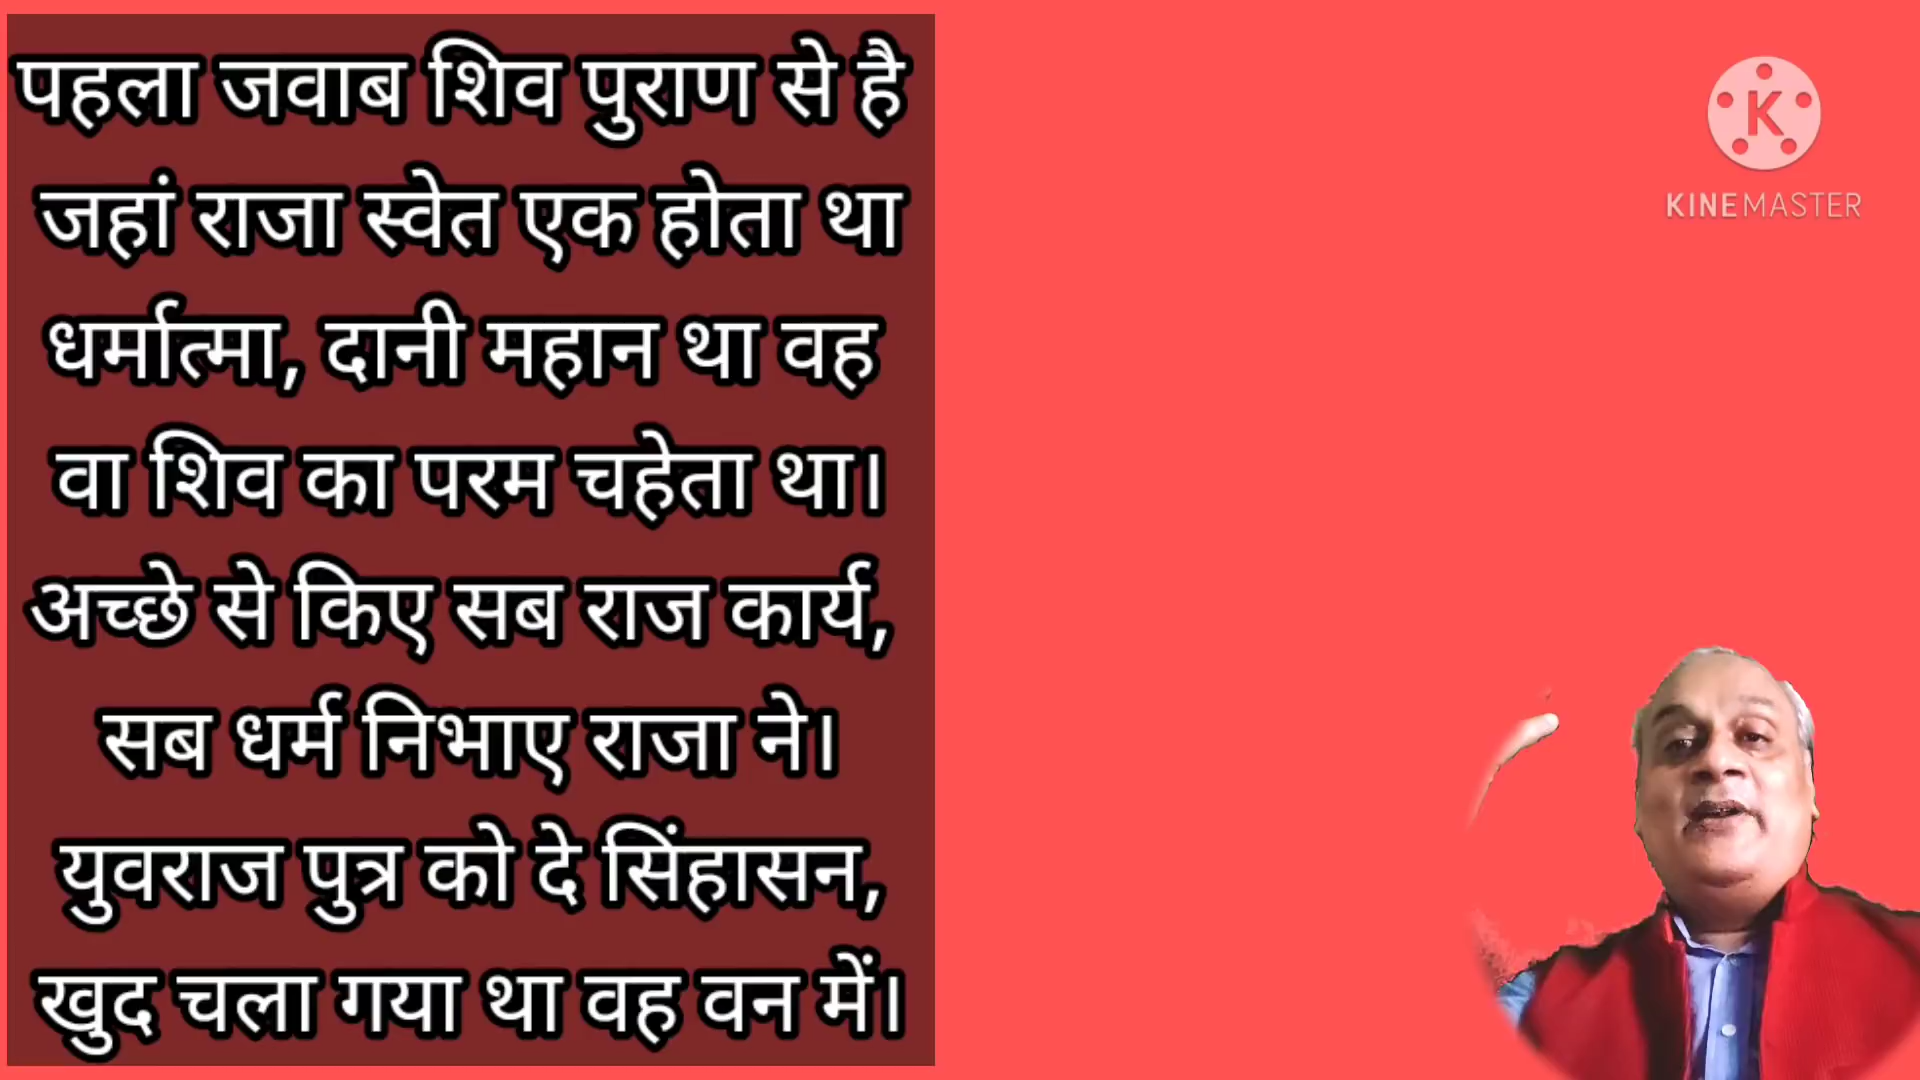 पहला जवाब शिव पुराण से है
जहां राजा स्वेत एक होता था
धर्मात्मा, दानी महान था वह
वा शिव का परम चहेता था।
अच्छे से किए सब राज कार्य,
सब धर्म निभाए राजा ने।
युवराज पुत्र को दे सिंहासन,
खुद चला गया था वह वन में।
K
KINEMASTER